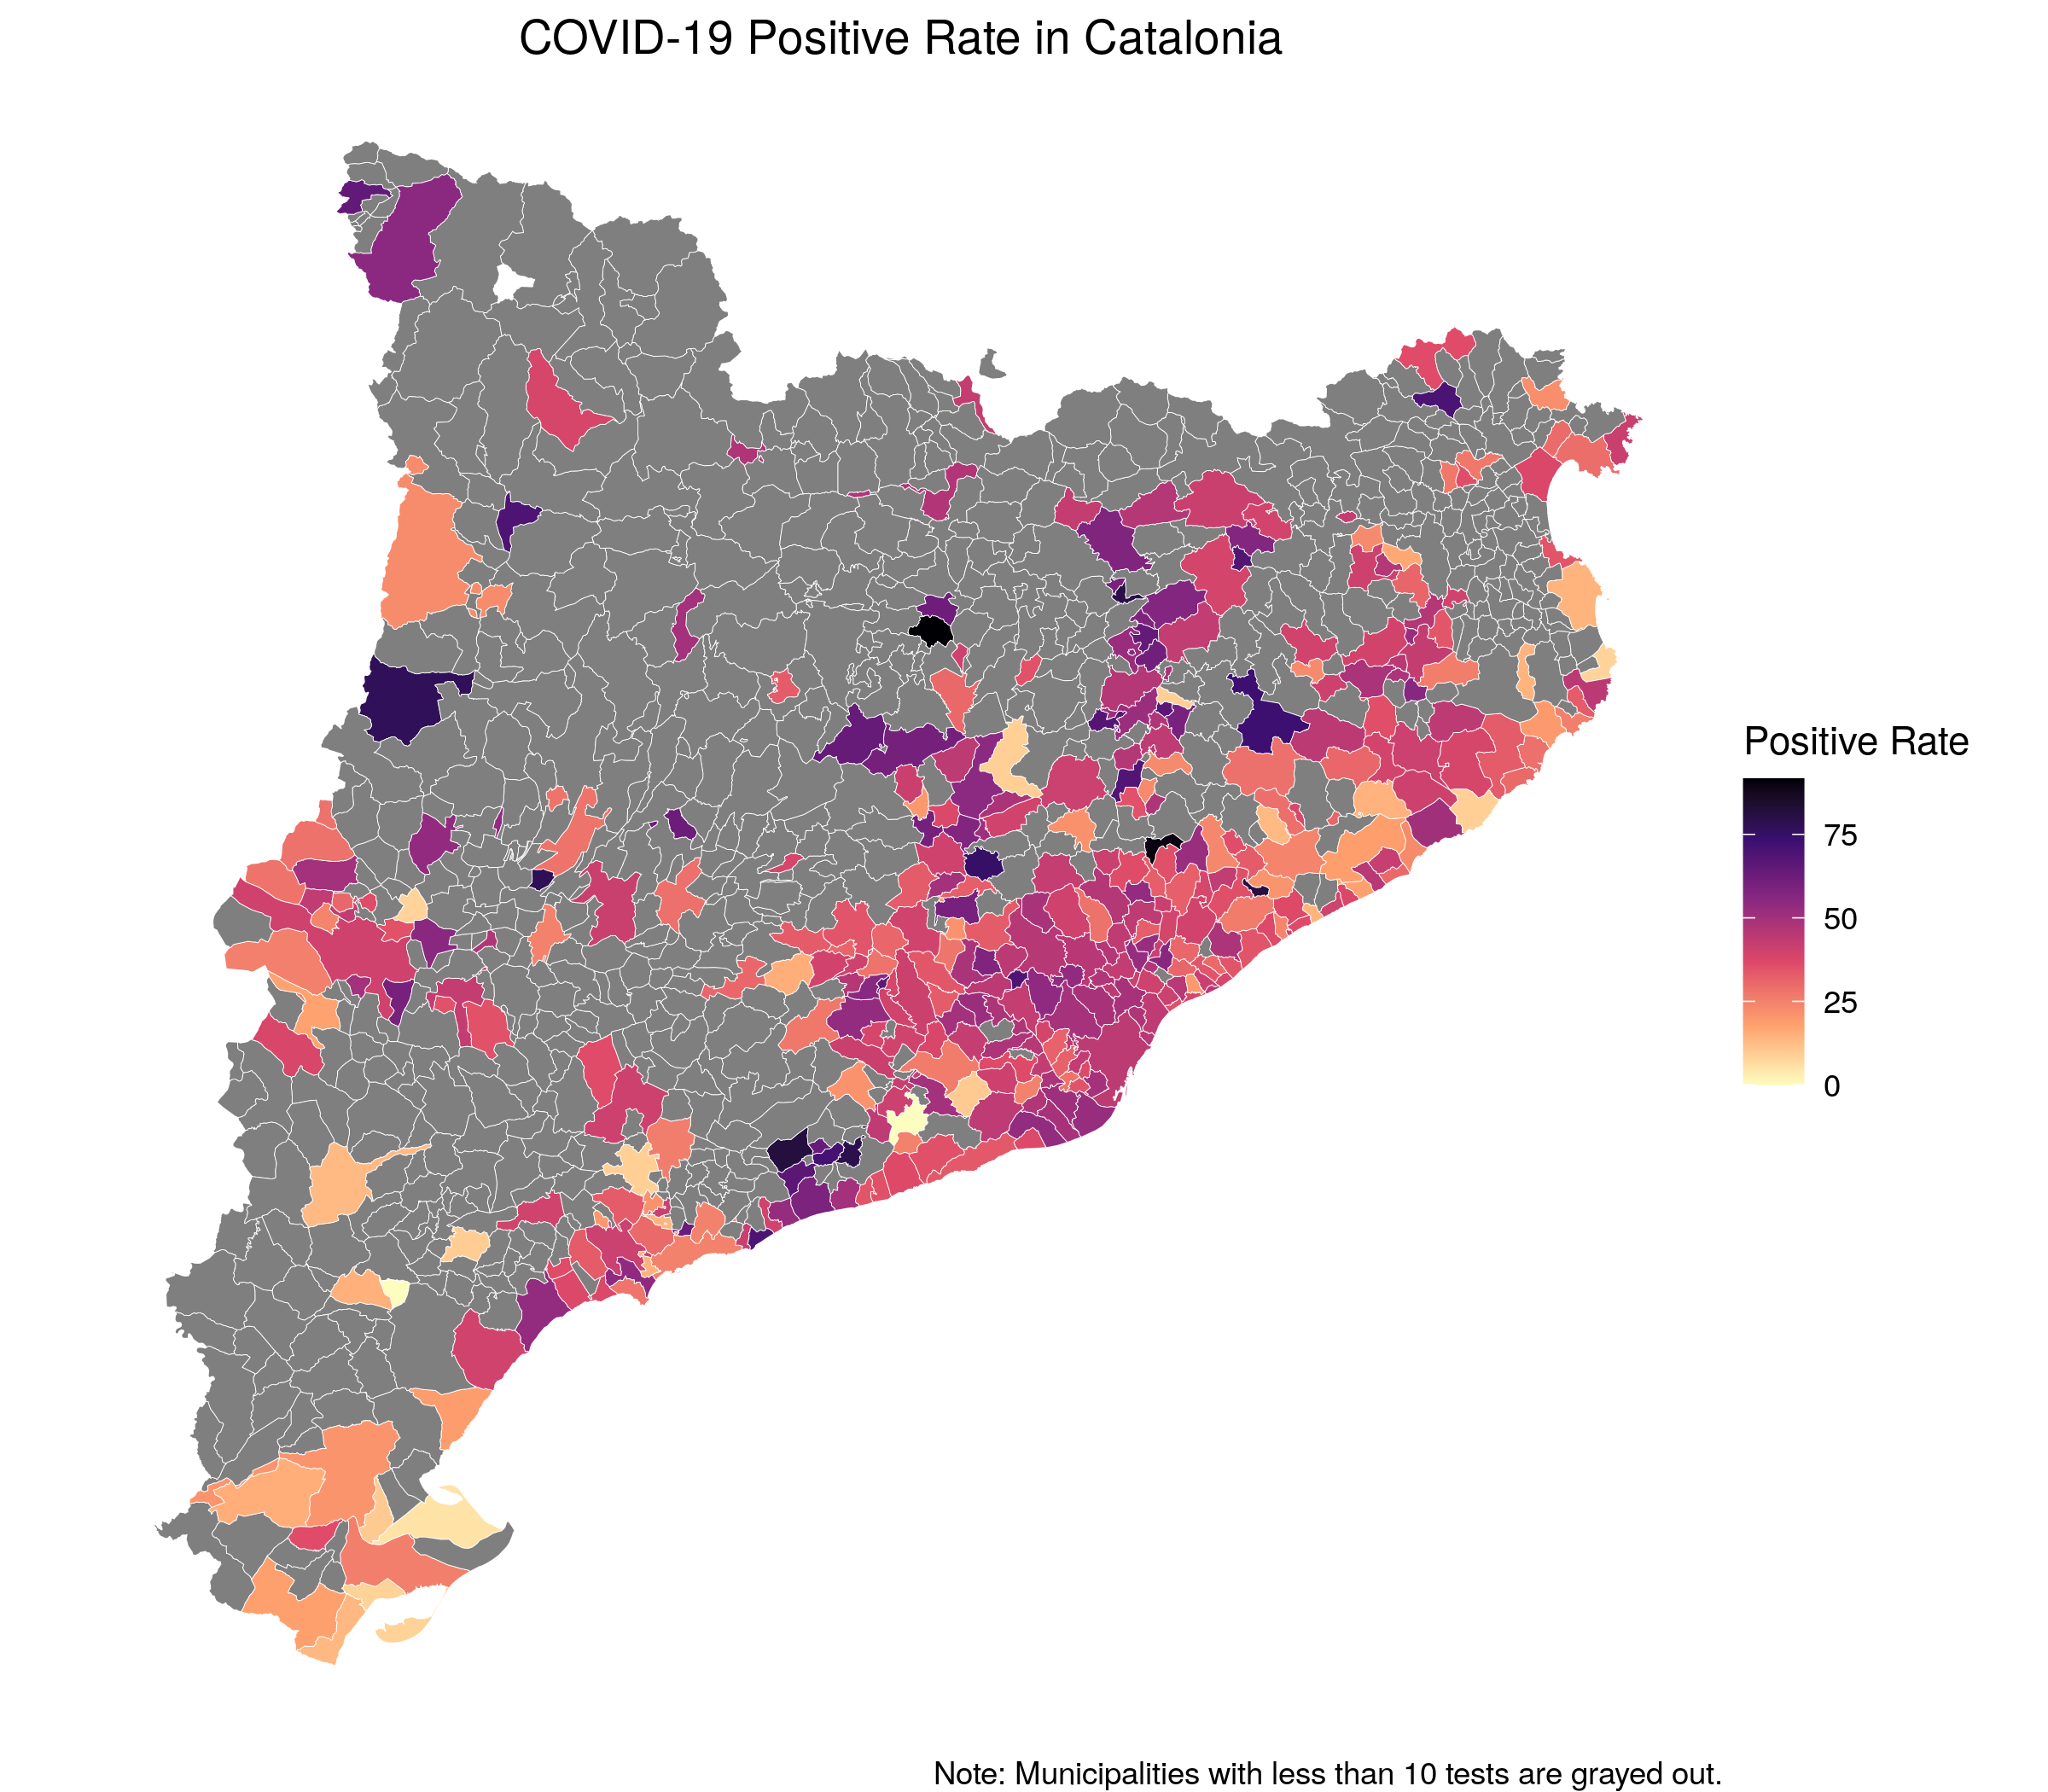 COVID-19 Positive Rate in Catalonia
Positive Rate
75
50
25
0
Note: Municipalities with less than 10 tests are grayed out.